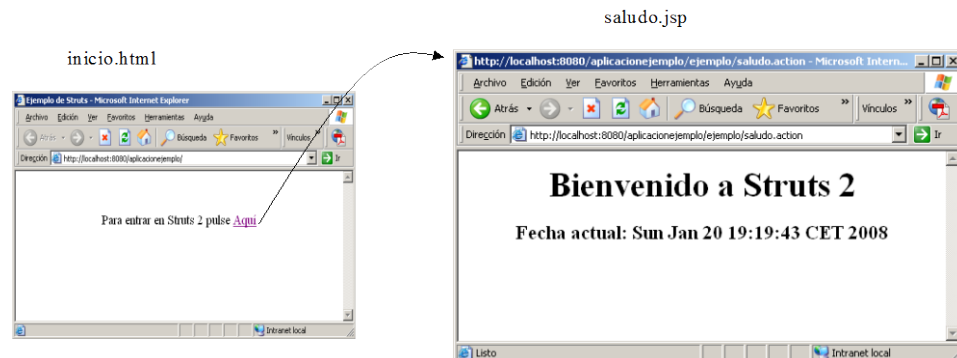 saludo.jsp
inicio.html
Ejemplo de Struts - Microsoft Internet Explorer
Archivo Edición Ver Favoritos Herramientas Ayuda
Atrás Búsqueda Favoritos » Vínculos »
Dirección http://localhost:8080/aplicacionejemplo/ Ir
Para entrar en Struts 2 pulse Aqui
Intranet local
http://localhost:8080/aplicacionejemplo/ejemplo/saludo.action - Microsoft Intern...
Archivo Edición Ver Favoritos Herramientas Ayuda
Atrás Búsqueda Favoritos » Vínculos »
Dirección http://localhost:8080/aplicacionejemplo/ejemplo/saludo.action Ir
Bienvenido a Struts 2
Fecha actual: Sun Jan 20 19:19:43 CET 2008
Listo Intranet local